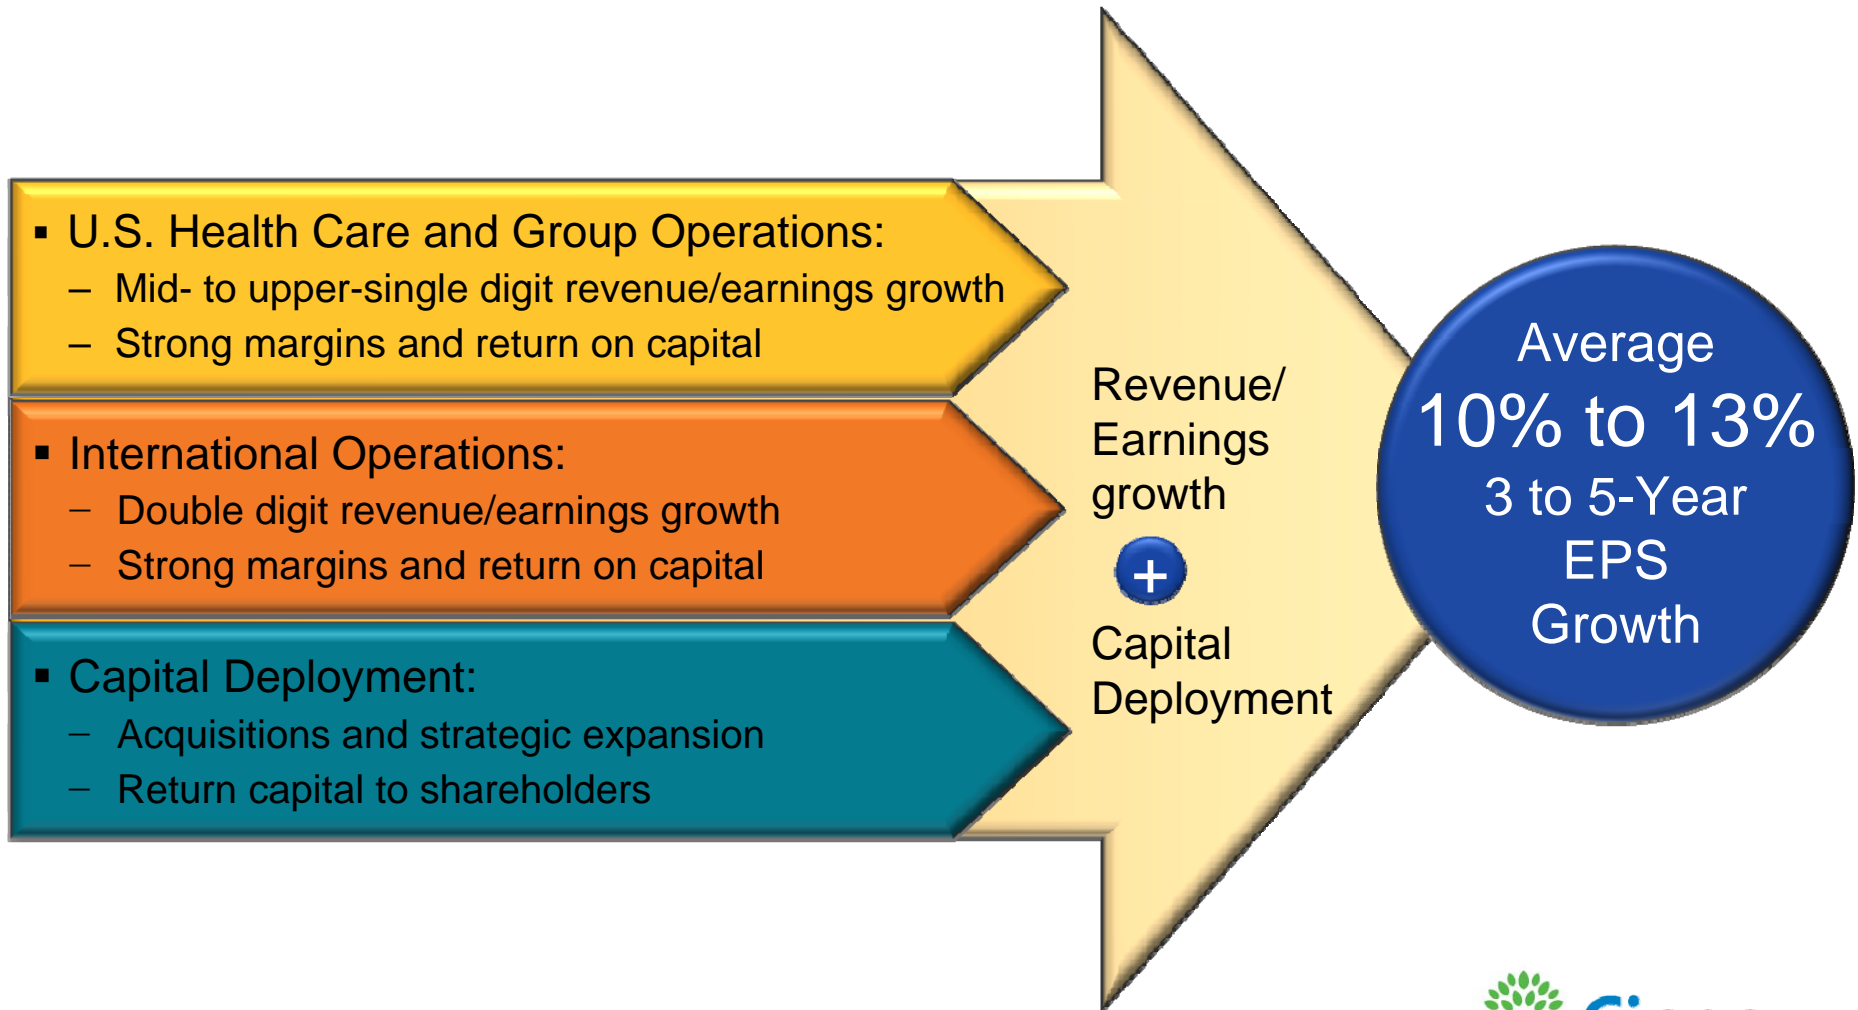 ▪ U.S. Health Care and Group Operations:
– Mid- to upper-single digit revenue/earnings growth
– Strong margins and return on capital
▪ International Operations:
– Double digit revenue/earnings growth
– Strong margins and return on capital
▪ Capital Deployment:
– Acquisitions and strategic expansion
– Return capital to shareholders
Revenue/
Earnings
growth
+
Capital
Deployment
Average
10% to 13%
3 to 5-Year
EPS
Growth